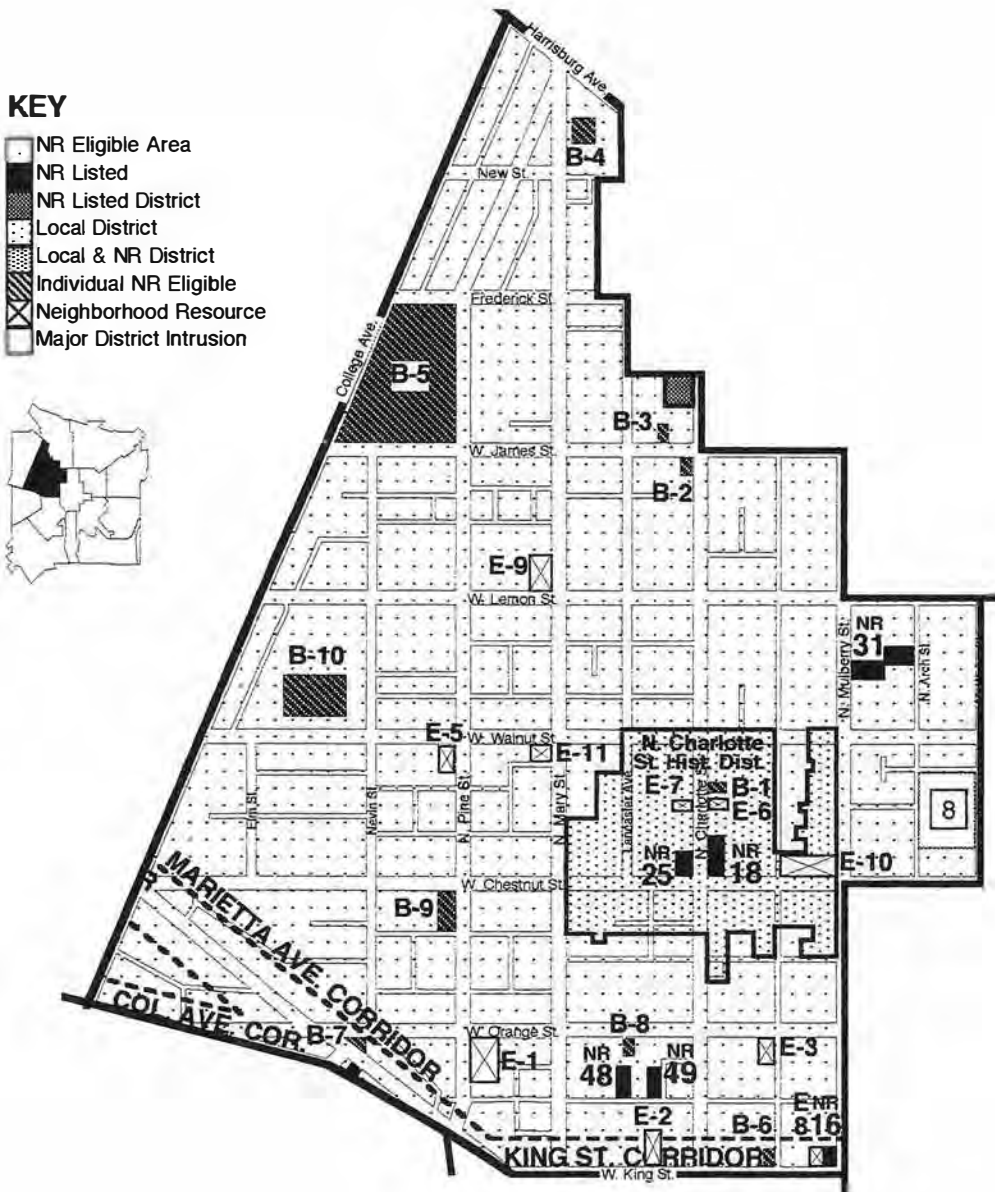 Harrisburg Ave.
KEY
NR Eligible Area
NR Listed
NR Listed District
Local District
Local & NR District
Individual NR Eligible
Neighborhood Resource
Major District Intrusion
B-4
New St.
Frederick St.
College Ave.
B-5
B-3
W. James St.
B-2
E-9
W. Lemon St.
NR
31
N. Mulberry St.
N. Arch St.
B-10
E-5
W. Walnut St.
E-11
N. Charlotte
St. Hist. Dist.
E-7
B-1
E-6
8
Elm St.
Nevin St.
N. Pine St.
N. Mary St.
Lancaster Ave.
N. Charlotte S
NR
25
NR
18
E-10
W. Chestnut St.
B-9
MARIETTA AVE. CORRIDOR
COL. AVE. COR.
B-7
W. Orange St.
E-1
B-8
NR
48
NR
49
E-3
E-2
B-6
E NR
8 16
KING ST. CORRIDOR
W. King St.